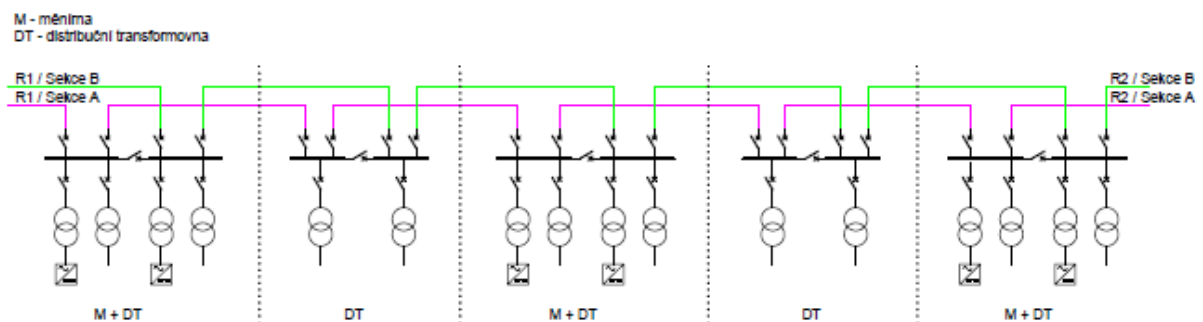 M - měnírna
DT - distribuční transformovna
R1 / Sekce B
R1 / Sekce A
R2 / Sekce B
R2 / Sekce A
M + DT
DT
M + DT
DT
M + DT